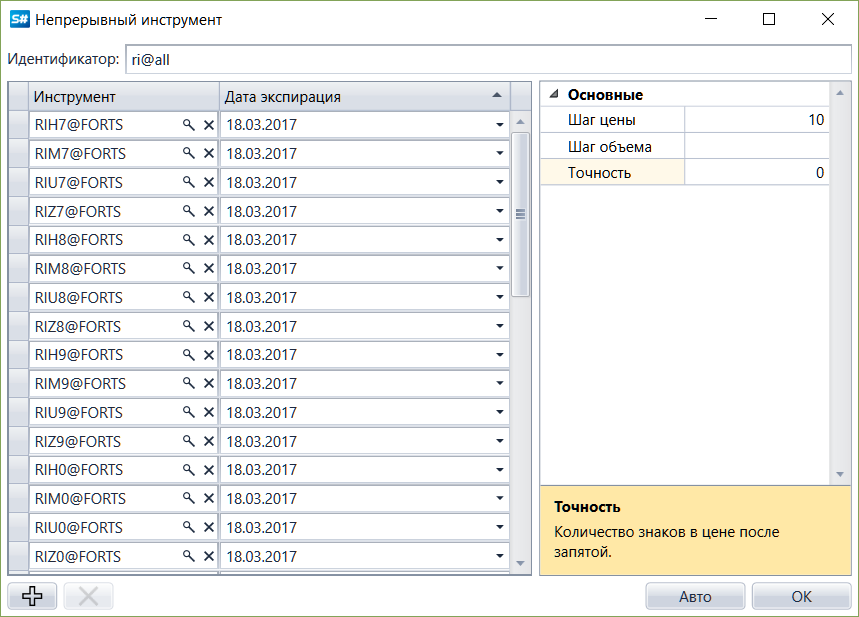 S# Непрерывный инструмент
Идентификатор: ri@all
Инструмент Дата экспирация
RIH7@FORTS 18.03.2017
RIM7@FORTS 18.03.2017
RIU7@FORTS 18.03.2017
RIZ7@FORTS 18.03.2017
RIH8@FORTS 18.03.2017
RIM8@FORTS 18.03.2017
RIU8@FORTS 18.03.2017
RIZ8@FORTS 18.03.2017
RIH9@FORTS 18.03.2017
RIM9@FORTS 18.03.2017
RIU9@FORTS 18.03.2017
RIZ9@FORTS 18.03.2017
RIH0@FORTS 18.03.2017
RIM0@FORTS 18.03.2017
RIU0@FORTS 18.03.2017
RIZ0@FORTS 18.03.2017
Основные
Шаг цены 10
Шаг объема
Точность 0
Точность
Количество знаков в цене после
запятой.
Авто OK